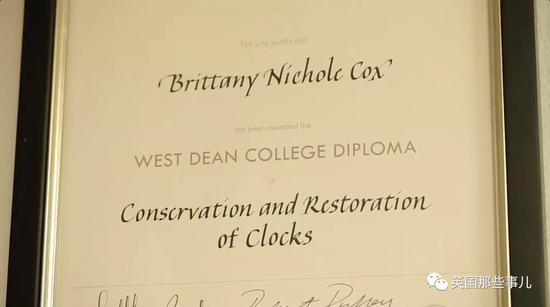 This is to certify that
Brittany Nichole Cox
has been awarded the
WEST DEAN COLLEGE DIPLOMA
in
Conservation and Restoration
of Clocks
英国那些事儿